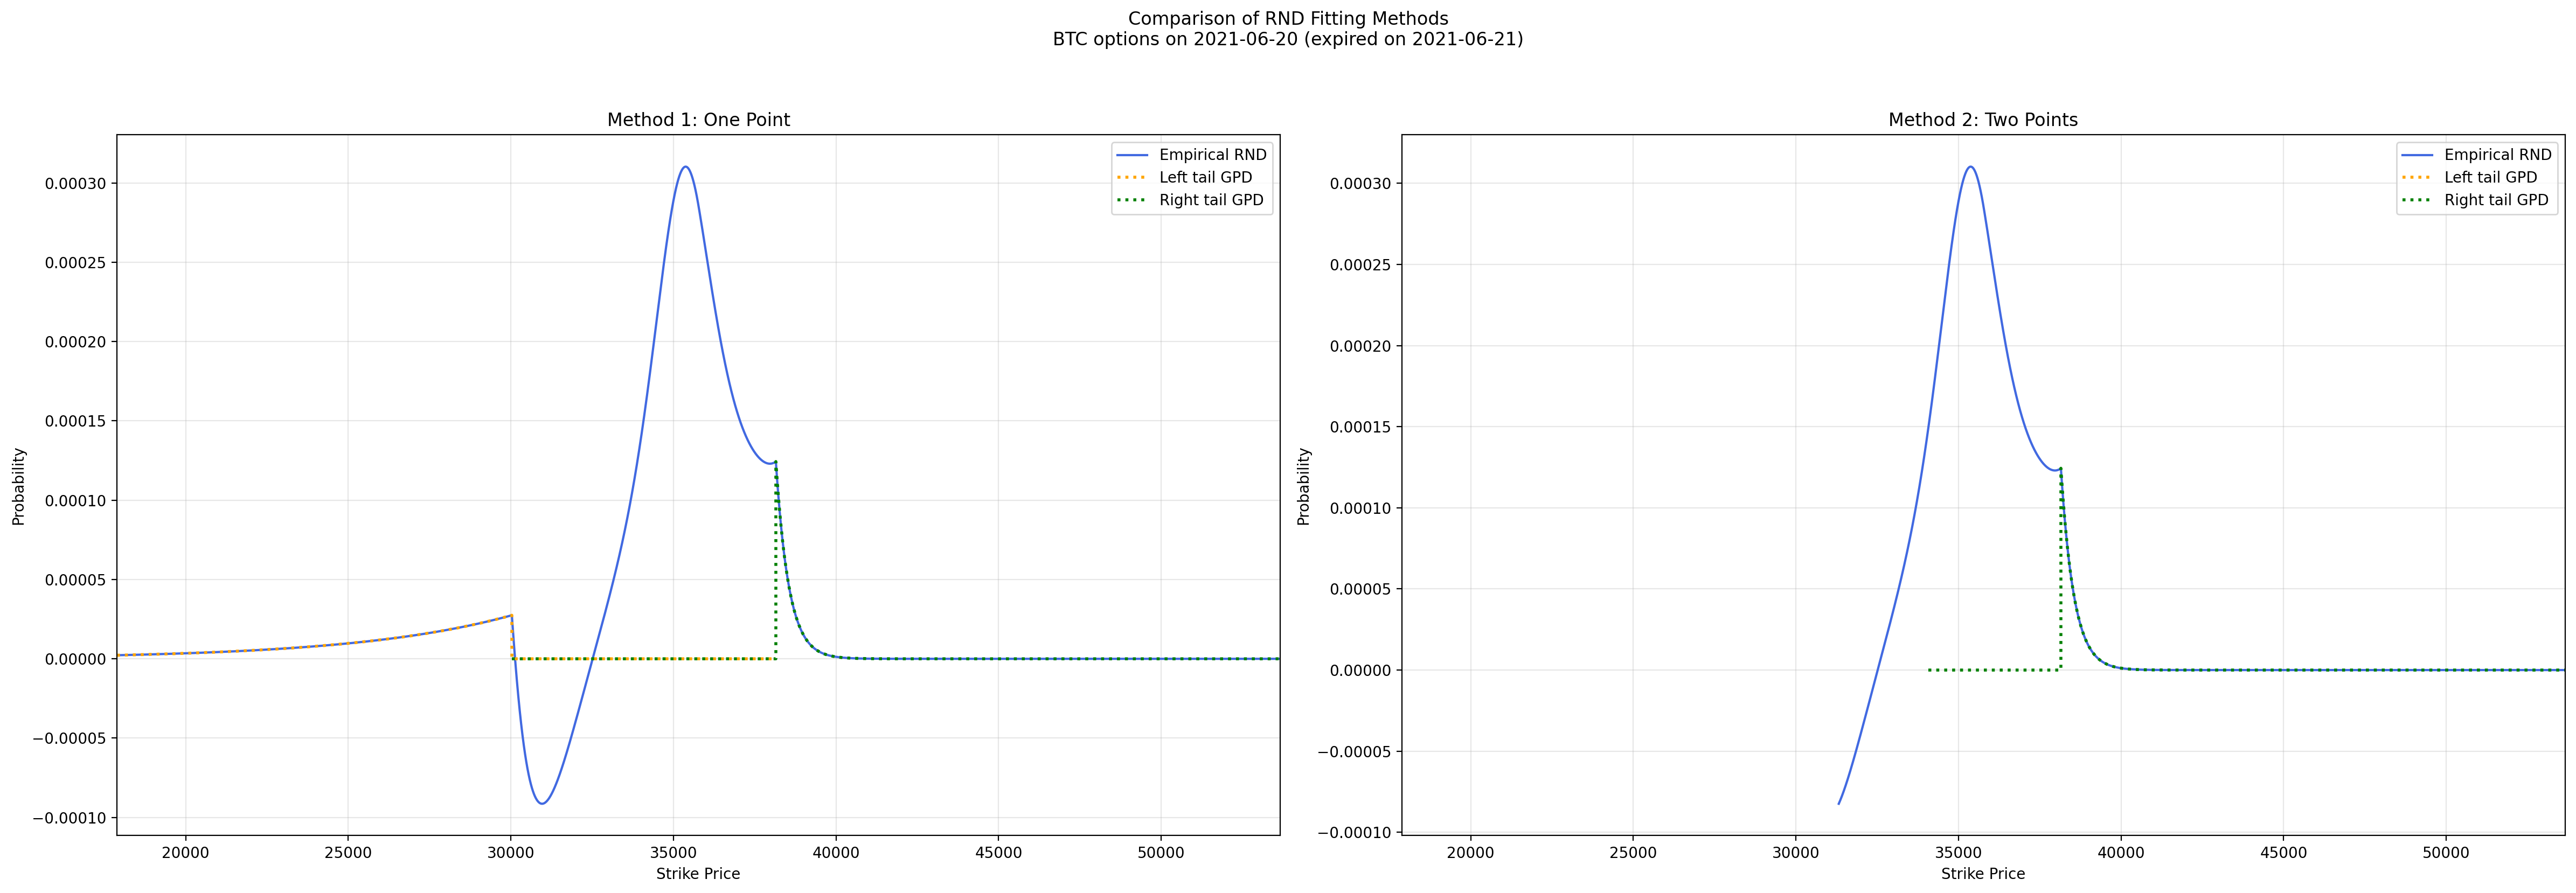 Comparison of RND Fitting Methods
BTC options on 2021-06-20 (expired on 2021-06-21)
Method 1: One Point
Probability
0.00030
0.00025
0.00020
0.00015
0.00010
0.00005
0.00000
−0.00005
−0.00010
Empirical RND
Left tail GPD
Right tail GPD
20000 25000 30000 35000 40000 45000 50000
Strike Price
Method 2: Two Points
Probability
0.00030
0.00025
0.00020
0.00015
0.00010
0.00005
0.00000
−0.00005
−0.00010
Empirical RND
Left tail GPD
Right tail GPD
20000 25000 30000 35000 40000 45000 50000
Strike Price